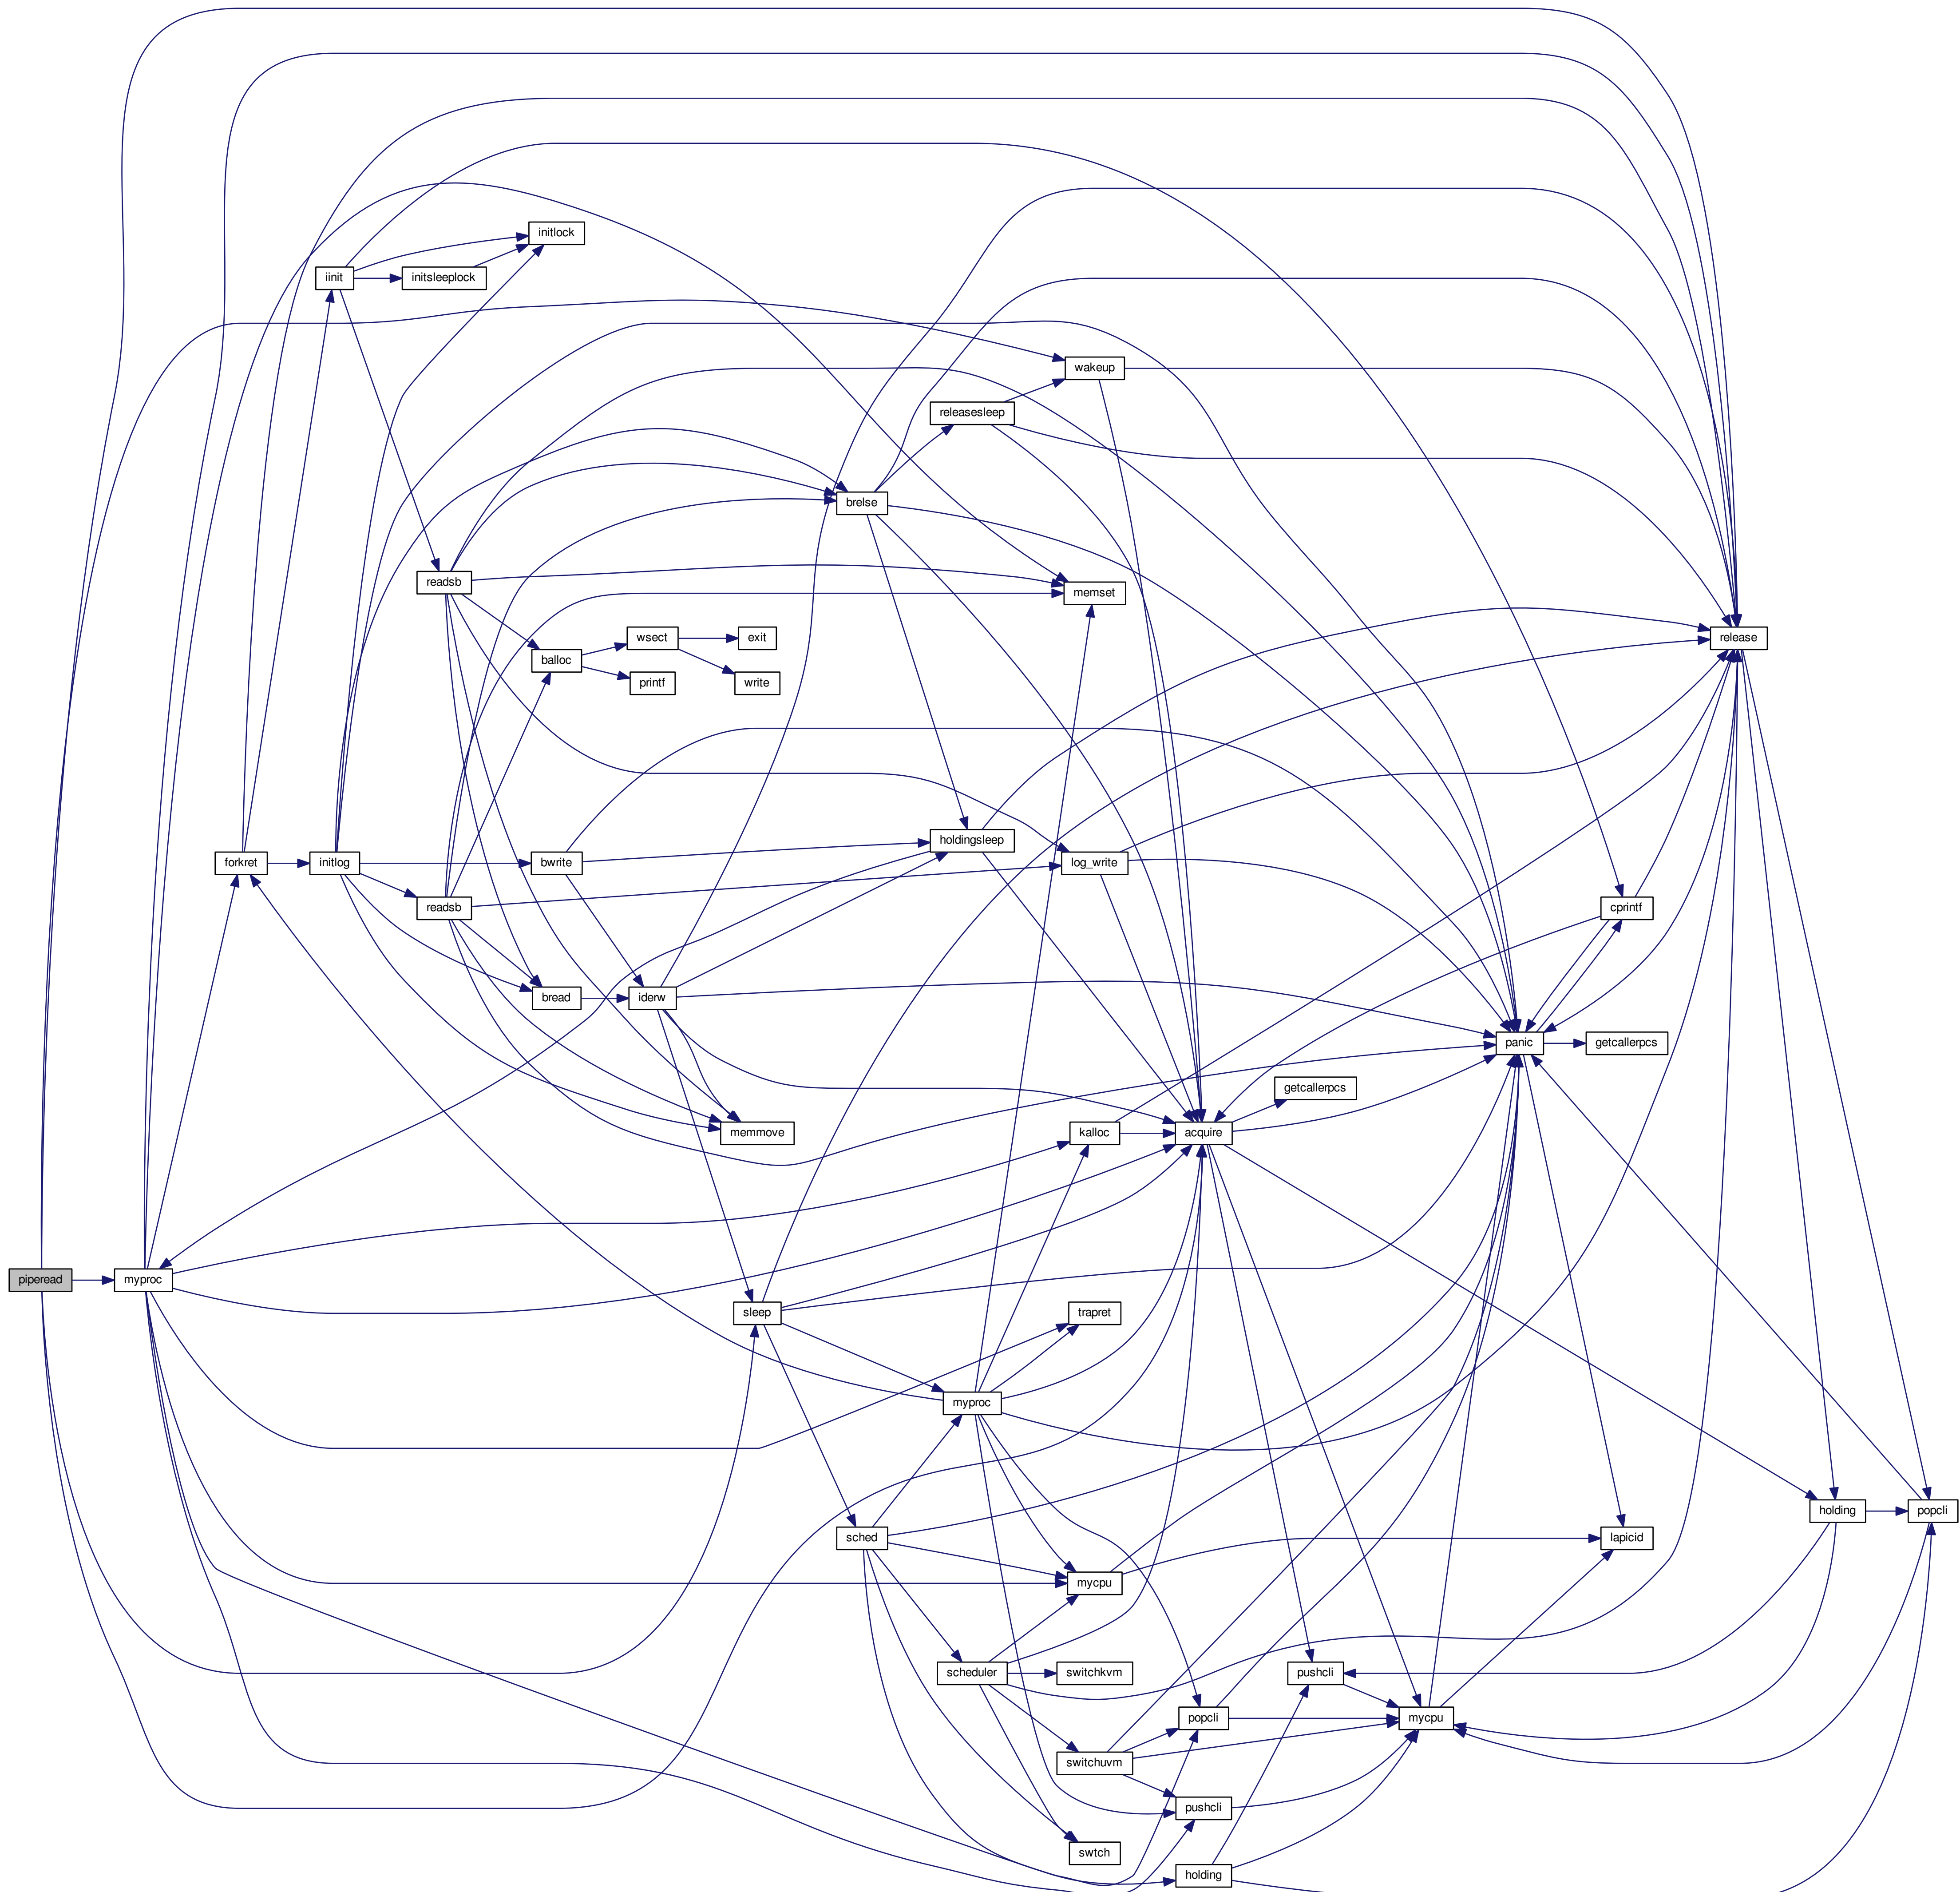 initlock
iinit
initsleeplock
wakeup
releasesleep
brelse
readsb
memset
wsect
exit
release
balloc
printf
write
holdingsleep
forkret
initlog
bwrite
log_write
readsb
cprintf
bread
iderw
panic
getcallerpcs
getcallerpcs
memmove
kalloc
acquire
piperead
myproc
sleep
trapret
myproc
holding
popcli
sched
lapicid
mycpu
scheduler
switchkvm
pushcli
popcli
mycpu
switchuvm
pushcli
swtch
holding